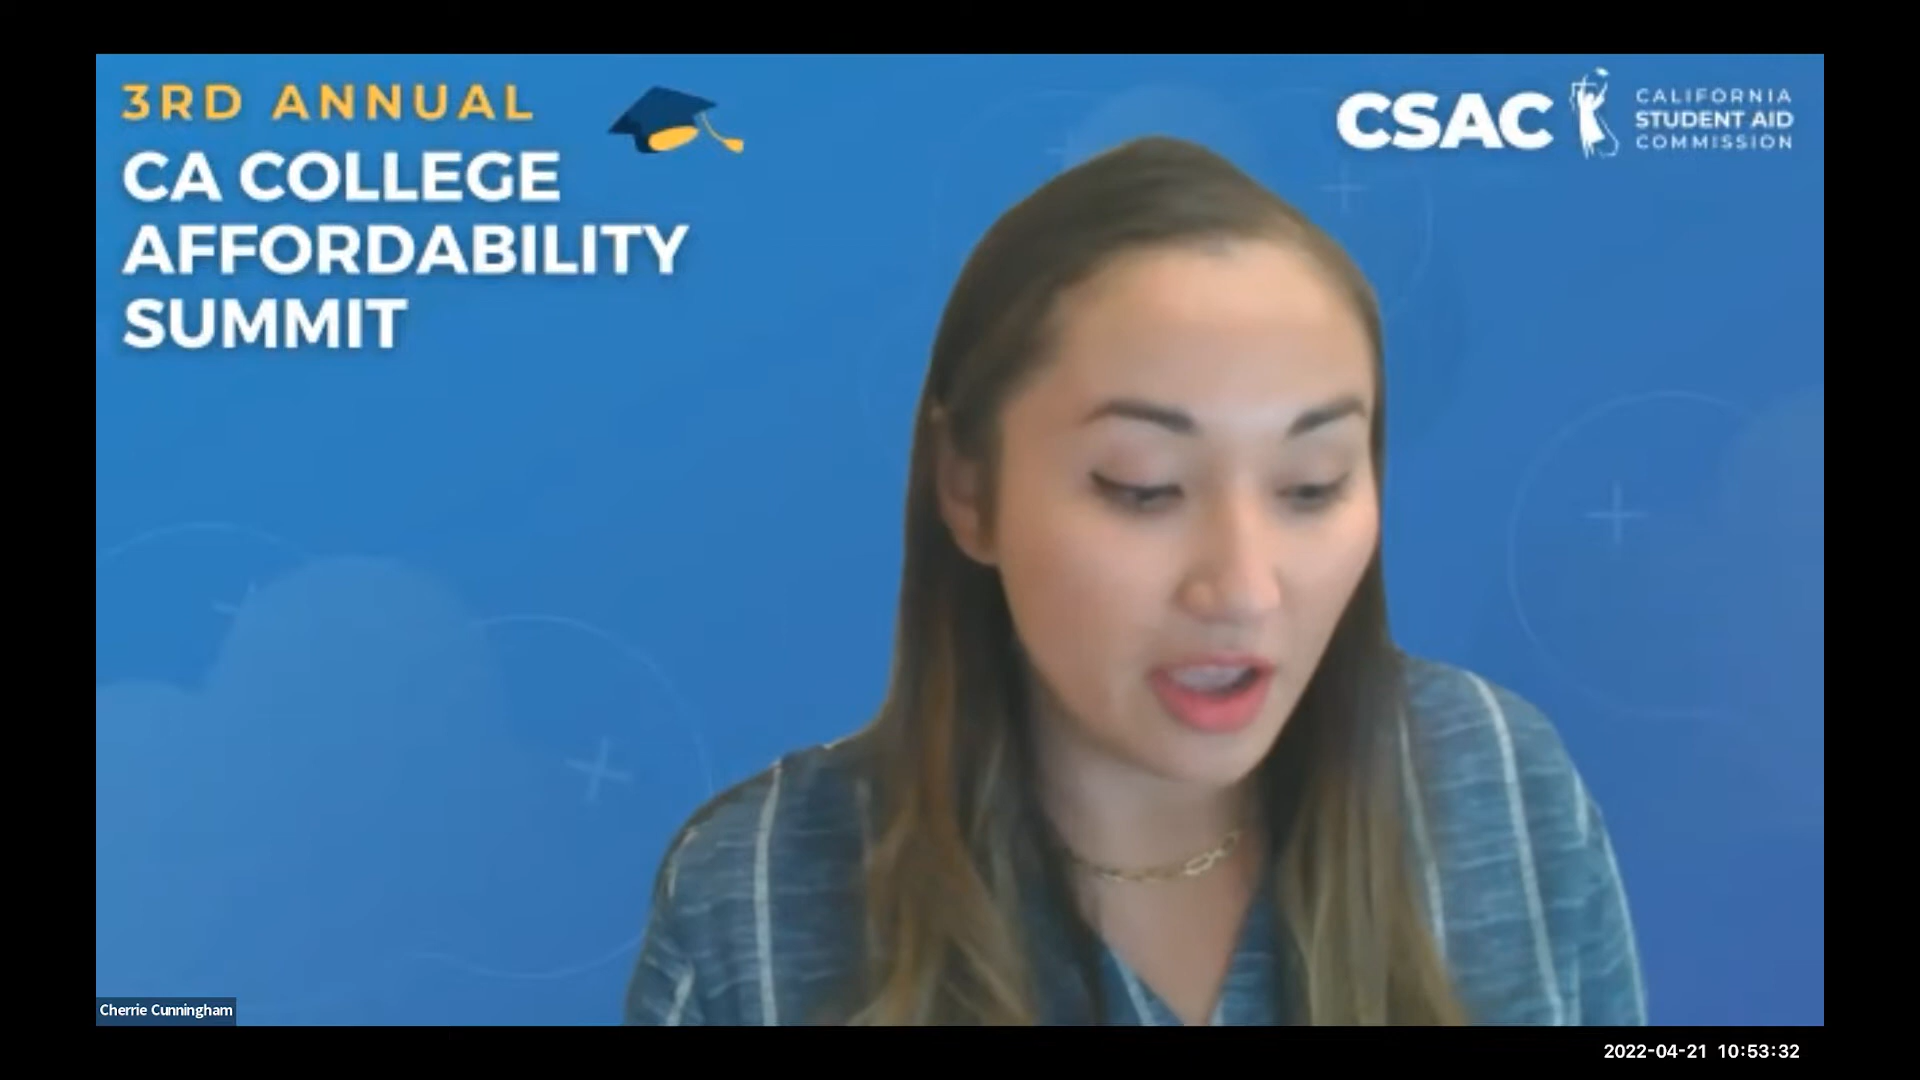 3RD ANNUAL
CA COLLEGE
AFFORDABILITY
SUMMIT
CSAC
CALIFORNIA
STUDENT AID
COMMISSION
Cherrie Cunningham
2022-04-21 10:53:32